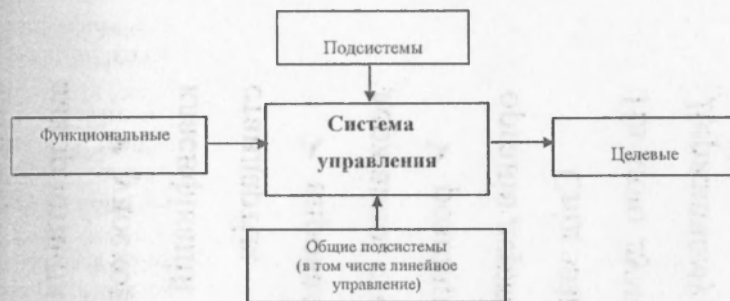 Подсистемы
Функциональные
Система
управления
Целевые
Общие подсистемы
(в том числе линейное
управление)